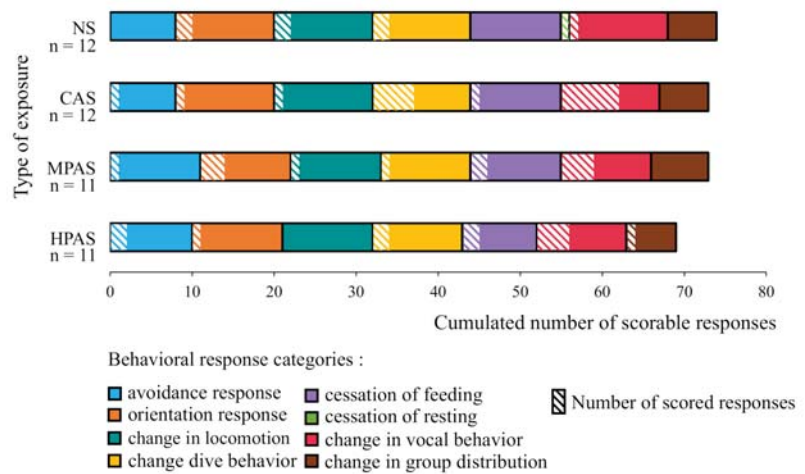 Type of exposure
NS
n = 12
CAS
n = 12
MPAS
n = 11
HPAS
n = 11
0 10 20 30 40 50 60 70 80
Cumulated number of scorable responses
Behavioral response categories :
avoidance response
orientation response
change in locomotion
change dive behavior
cessation of feeding
cessation of resting
change in vocal behavior
change in group distribution
Number of scored responses